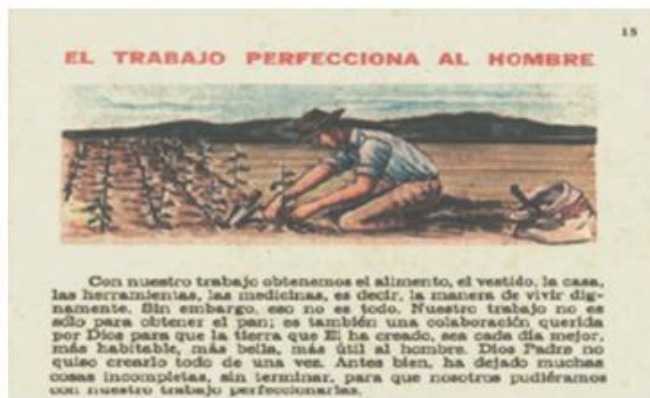 15
EL TRABAJO PERFECCIONA AL HOMBRE
Con nuestro trabajo obtenemos el alimento, el vestido, la casa,
las herramientas, las medicinas, es decir, la manera de vivir dig-
namente. Sin embargo, eso no es todo. Nuestro trabajo no es
sólo para obtener el pan; es también una colaboración querida
por Dios para que la tierra que El ha creado, sea cada día mejor,
más habitable, más bella, más útil al hombre. Dios Padre no
quiso crearlo todo de una vez. Antes bien, ha dejado muchas
cosas incompletas, sin terminar, para que nosotros pudiéramos
con nuestro trabajo perfeccionarlas.